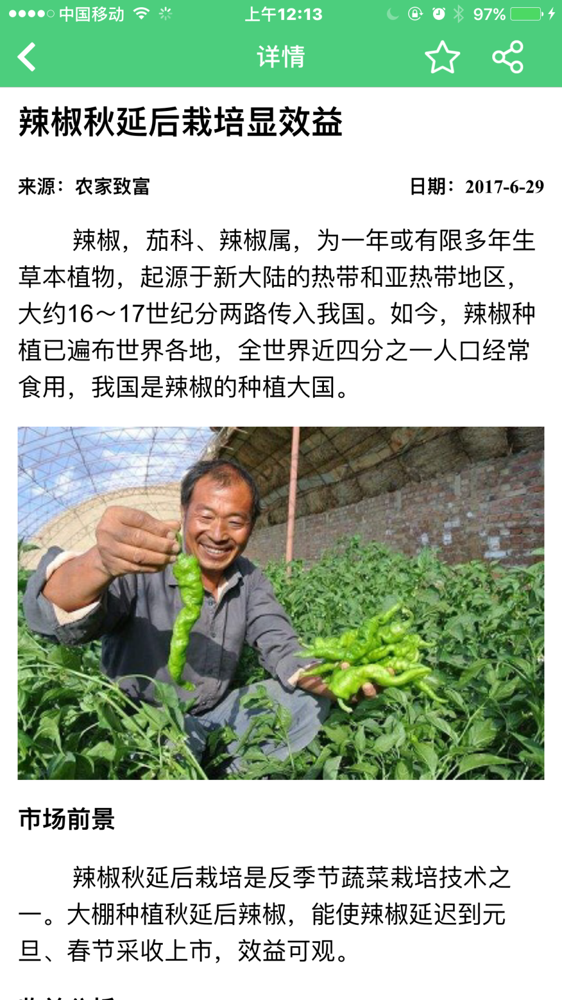 中国移动 上午12:13 97%
详情
辣椒秋延后栽培显效益
来源：农家致富 日期：2017-6-29
辣椒，茄科、辣椒属，为一年或有限多年生
草本植物，起源于新大陆的热带和亚热带地区，
大约16～17世纪分两路传入我国。如今，辣椒种
植已遍布世界各地，全世界近四分之一人口经常
食用，我国是辣椒的种植大国。
市场前景
辣椒秋延后栽培是反季节蔬菜栽培技术之
一。大棚种植秋延后辣椒，能使辣椒延迟到元
旦、春节采收上市，效益可观。